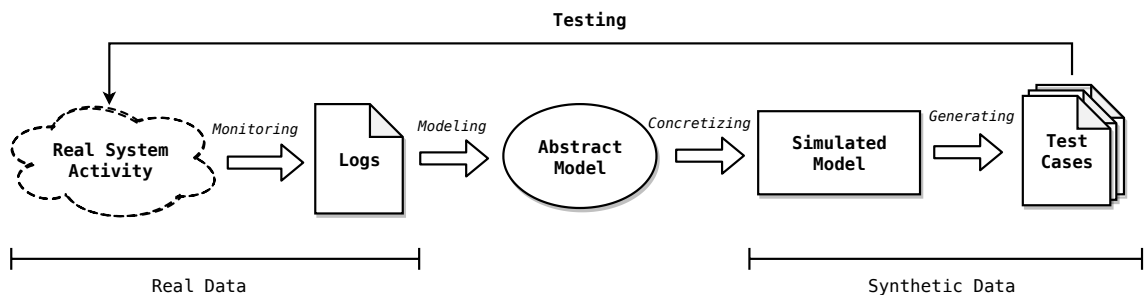 Testing
Monitoring
Modeling
Concretizing
Generating
Real System
Activity
Logs
Abstract
Model
Simulated
Model
Test
Cases
Real Data
Synthetic Data